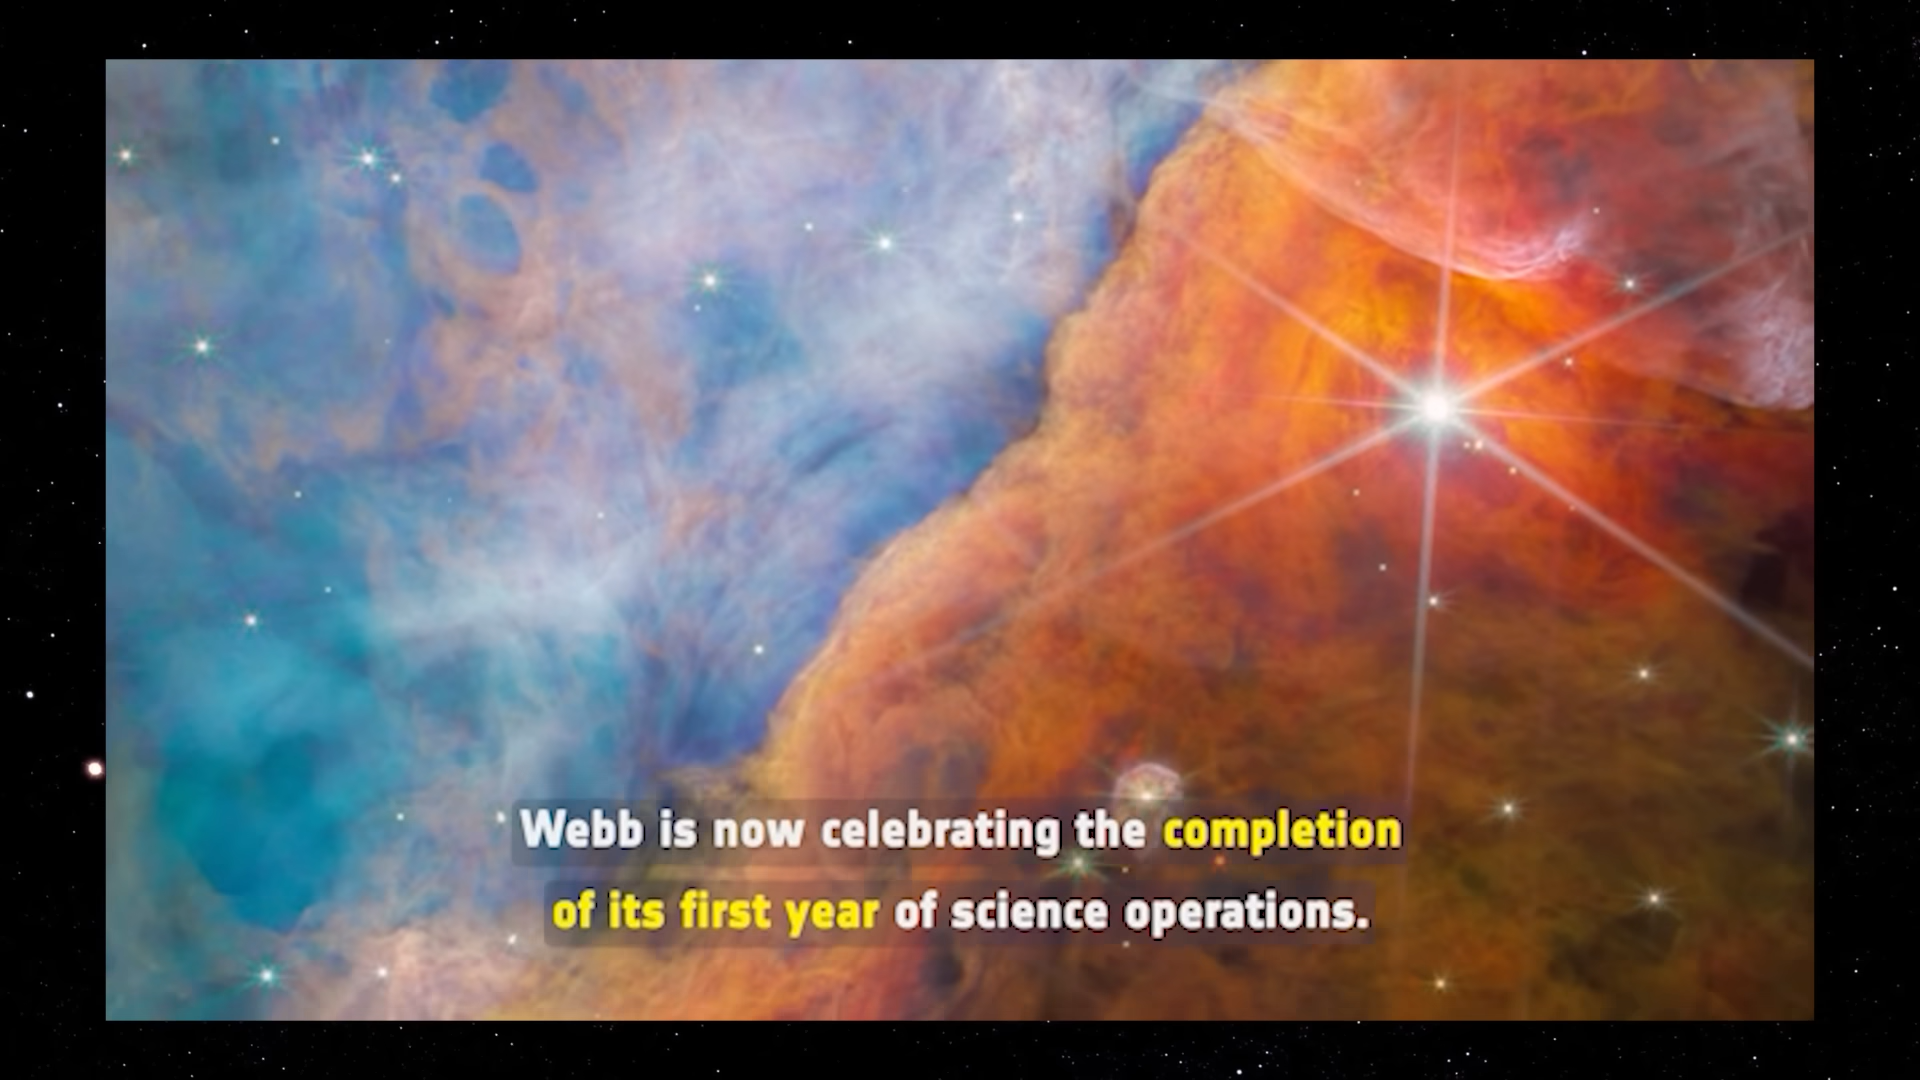 Webb is now celebrating the completion
of its first year of science operations.